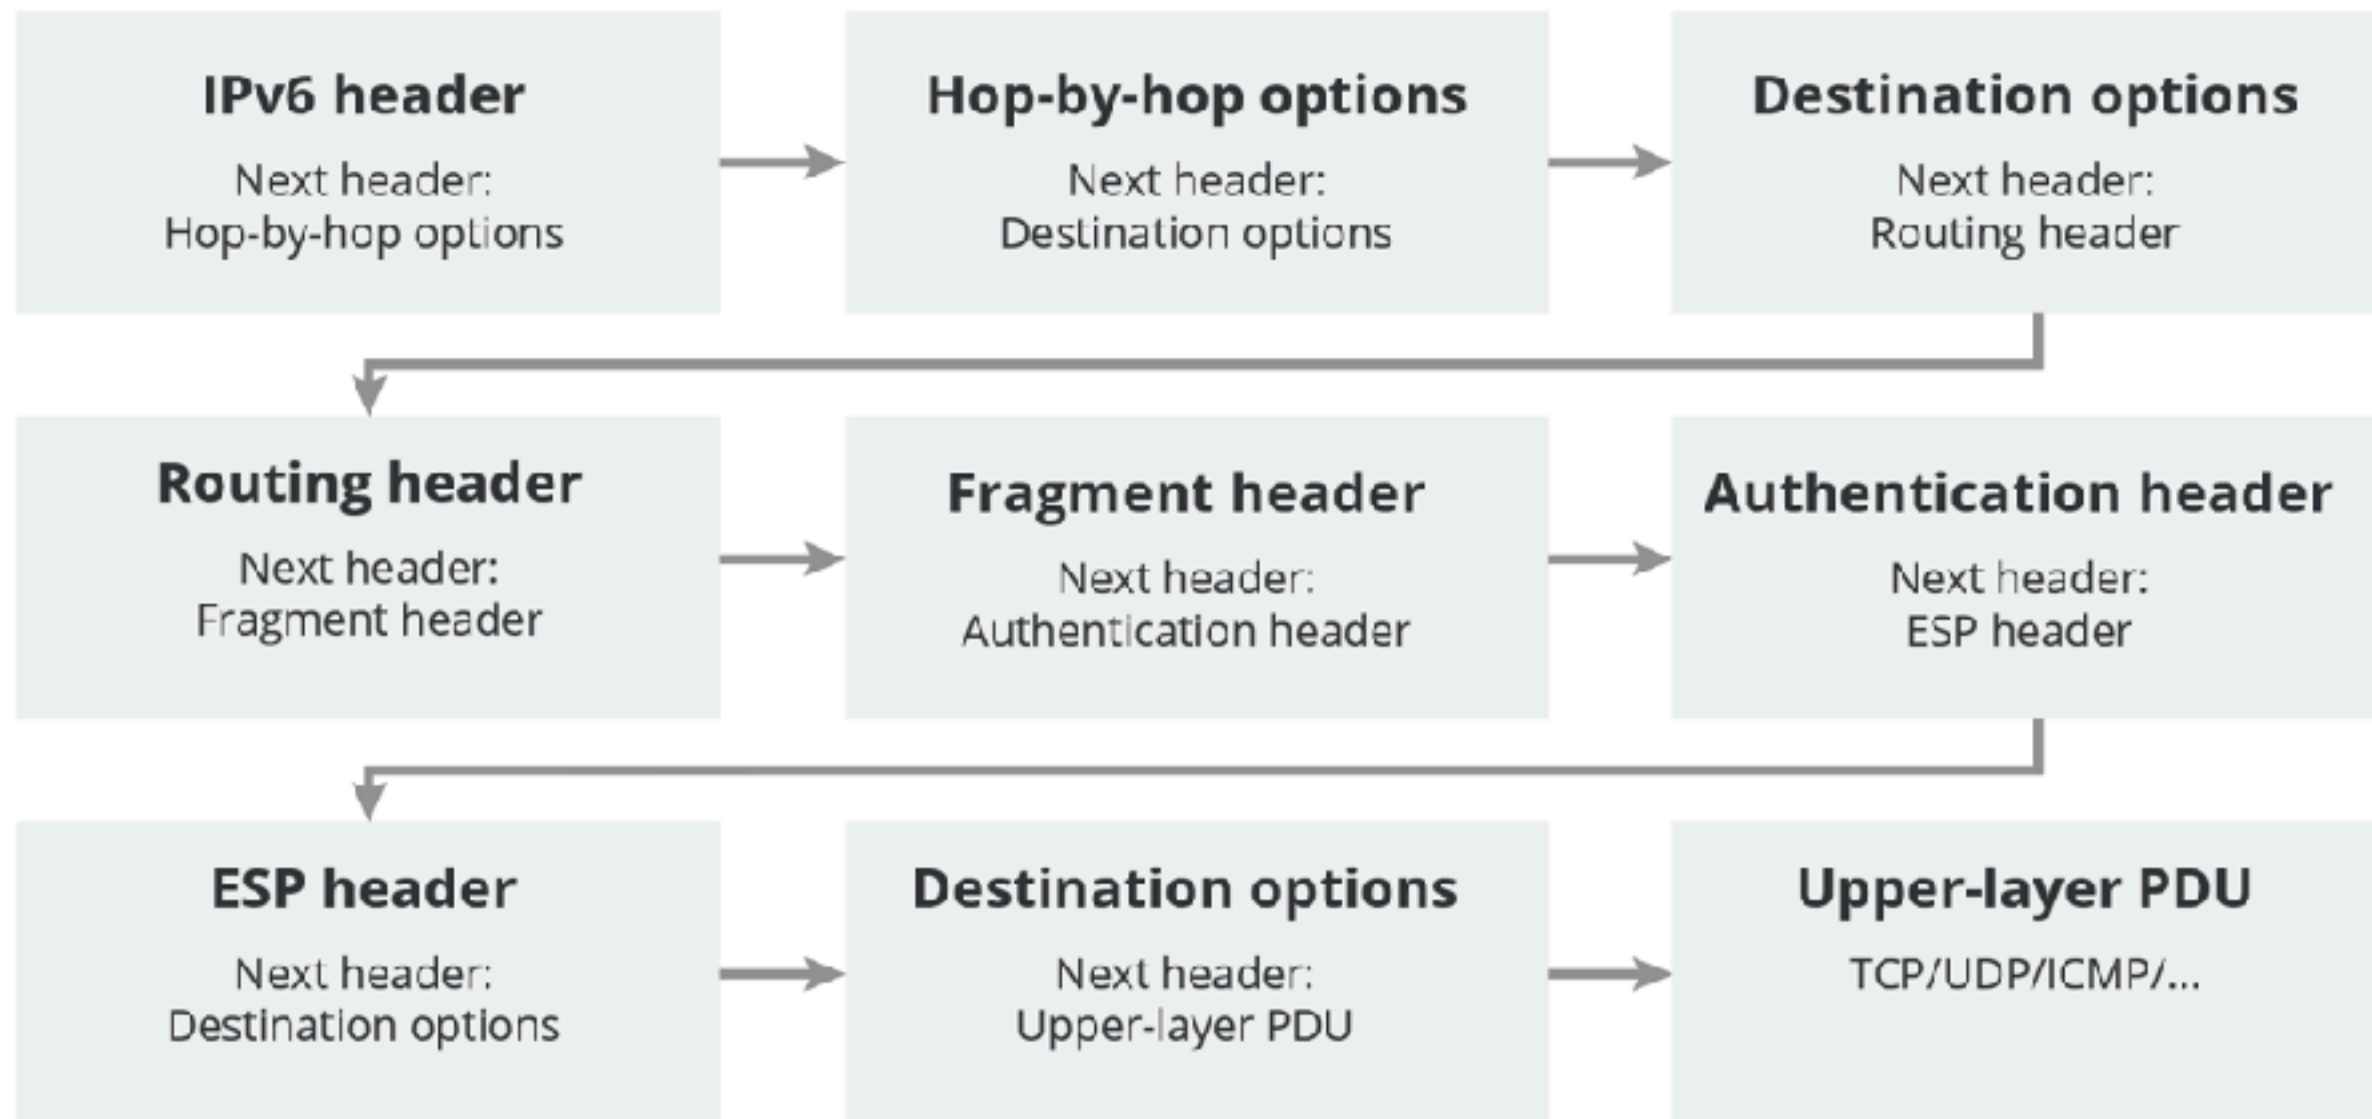 IPv6 header
Next header:
Hop-by-hop options
Hop-by-hop options
Next header:
Destination options
Destination options
Next header:
Routing header
Routing header
Next header:
Fragment header
Fragment header
Next header:
Authentication header
Authentication header
Next header:
ESP header
ESP header
Next header:
Destination options
Destination options
Next header:
Upper-layer PDU
Upper-layer PDU
TCP/UDP/ICMP/...